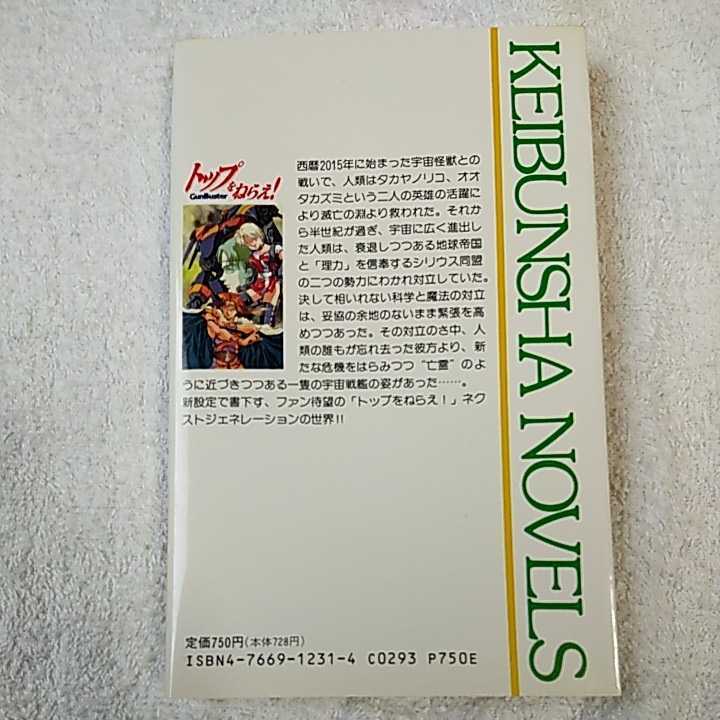 トップをねらえ!
GunBuster
西暦2015年に始まった宇宙怪獣との
戦いで、人類はタカヤノリコ、オオ
タカズミという二人の英雄の活躍に
より滅亡の淵より救われた。それか
ら半世紀が過ぎ、宇宙に広く進出し
た人類は、衰退しつつある地球帝国
と「理力」を信奉するシリウス同盟
の二つの勢力にわかれ対立していた。
決して相いれない科学と魔法の対立
は、妥協の余地のないまま緊張を高
めつつあった。その対立のさ中、人
類の誰もが忘れ去った彼方より、新
たな危機をはらみつつ“亡霊”のよ
うに近づきつつある一隻の宇宙戦艦の姿があった……。
新設定で書下す、ファン待望の「トップをねらえ!」ネク
ストジェネレーションの世界!!
定価750円(本体728円)
ISBN4-7669-1231-4 C0293 P750E
KEIBUNSHA NOVELS